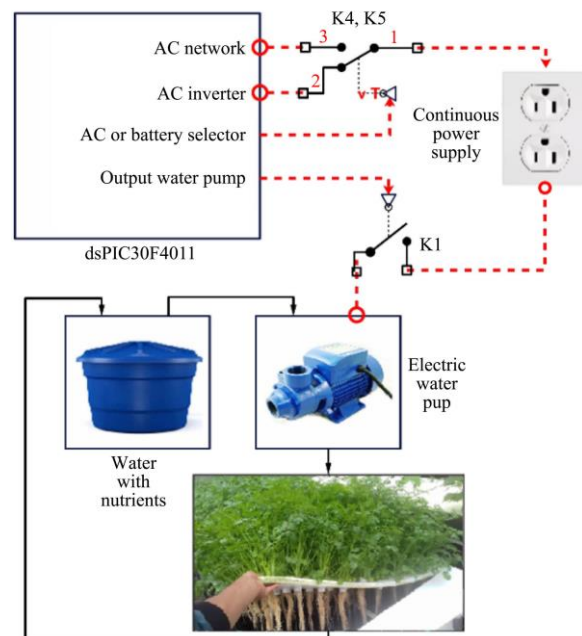 K4, K5
AC network
3
1
AC inverter
2
v T
AC or battery selector
Continuous
power
supply
Output water pump
K1
dsPIC30F4011
Electric
water
pup
Water
with
nutrients